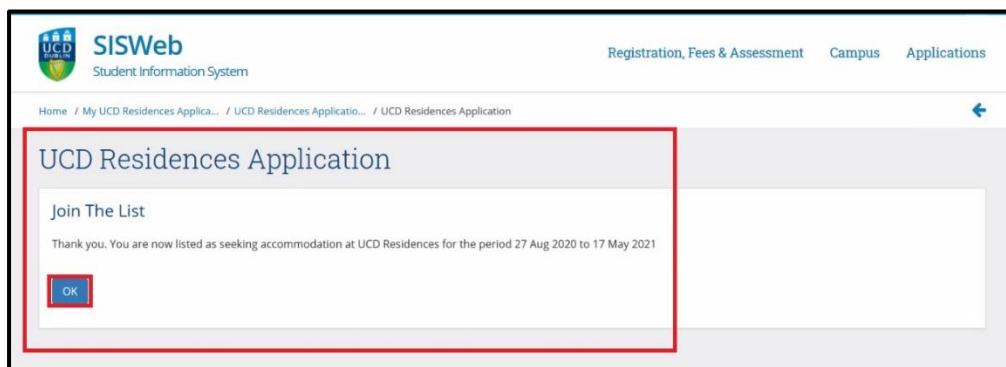 UCD
DUBLIN
SISWeb
Student Information System
Registration, Fees & Assessment Campus Applications
Home / My UCD Residences Applica... / UCD Residences Applicatio... / UCD Residences Application
UCD Residences Application
Join The List
Thank you. You are now listed as seeking accommodation at UCD Residences for the period 27 Aug 2020 to 17 May 2021
OK